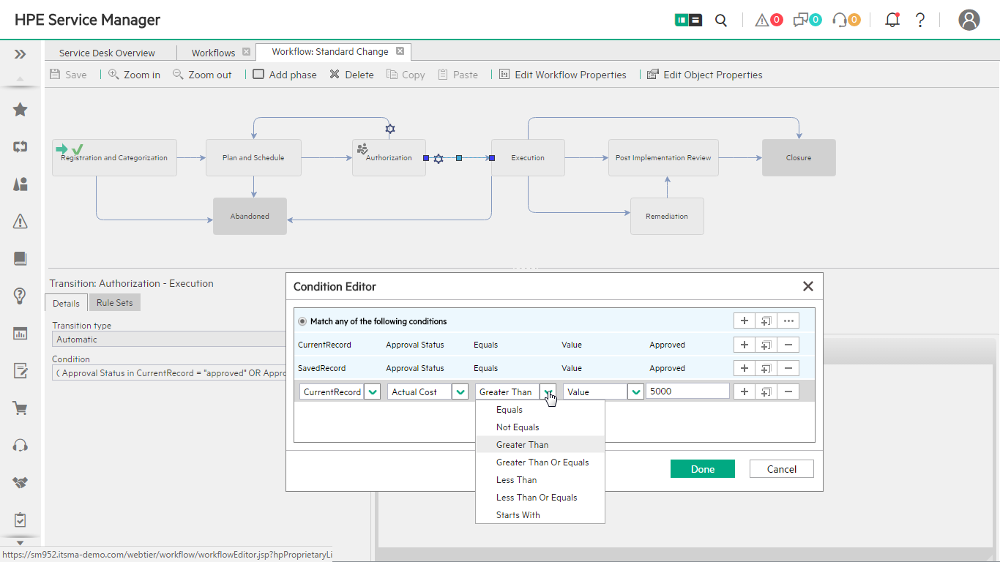 HPE Service Manager
0
0
0
Service Desk Overview
Workflows
Workflow: Standard Change
Save
Zoom in
Zoom out
Add phase
Delete
Copy
Paste
Edit Workflow Properties
Edit Object Properties
Registration and Categorization
Plan and Schedule
Authorization
Execution
Post Implementation Review
Closure
Abandoned
Remediation
Transition: Authorization - Execution
Details
Rule Sets
Transition type
Automatic
Condition
( Approval Status in CurrentRecord = "approved" OR Appro
Condition Editor
Match any of the following conditions
CurrentRecord Approval Status Equals Value Approved
SavedRecord Approval Status Equals Value Approved
CurrentRecord Actual Cost Greater Than Value 5000
Equals
Not Equals
Greater Than
Greater Than Or Equals
Less Than
Less Than Or Equals
Starts With
Done
Cancel
https://sm952.itsma-demo.com/webtier/workflow/workflowEditor.jsp?hpProprietaryLi